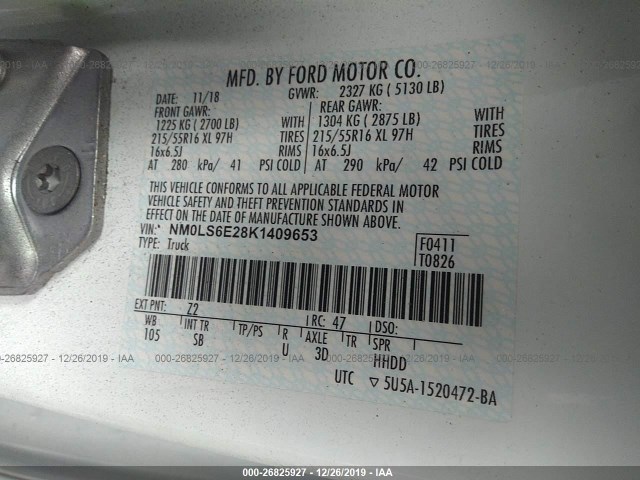 MFD. BY FORD MOTOR CO.
DATE: 11/18 GVWR: 2327 KG ( 5130 LB)
FRONT GAWR: REAR GAWR:
1225 KG ( 2700 LB) WITH 1304 KG ( 2875 LB) WITH
215/55R16 XL 97H TIRES 215/55R16 XL 97H TIRES
16x6.5J RIMS 16x6.5J RIMS
AT 280 kPa/ 41 PSI COLD AT 290 kPa/ 42 PSI COLD
THIS VEHICLE CONFORMS TO ALL APPLICABLE FEDERAL MOTOR
VEHICLE SAFETY AND THEFT PREVENTION STANDARDS IN
EFFECT ON THE DATE OF MANUFACTURE SHOWN ABOVE.
VIN: NM0LS6E28K1409653
TYPE: Truck
F0411
T0826
EXT PNT: Z2 RC: 47 DSO:
WB INT TR TP/PS R AXLE TR SPR
105 SB U 3D HHDD
UTC ▽ 5U5A-1520472-BA
000-26825927 - 12/26/2019 - IAA